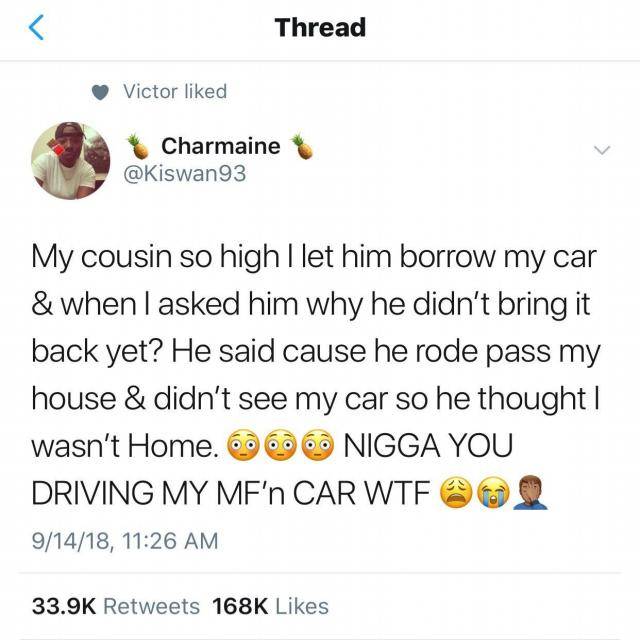 Thread
Victor liked
🍍 Charmaine 🍍
@Kiswan93
My cousin so high I let him borrow my car
& when I asked him why he didn't bring it
back yet? He said cause he rode pass my
house & didn't see my car so he thought I
wasn't Home. 😳😳😳 NIGGA YOU
DRIVING MY MF'n CAR WTF 😩😭🤦🏾‍♂️
9/14/18, 11:26 AM
33.9K Retweets 168K Likes